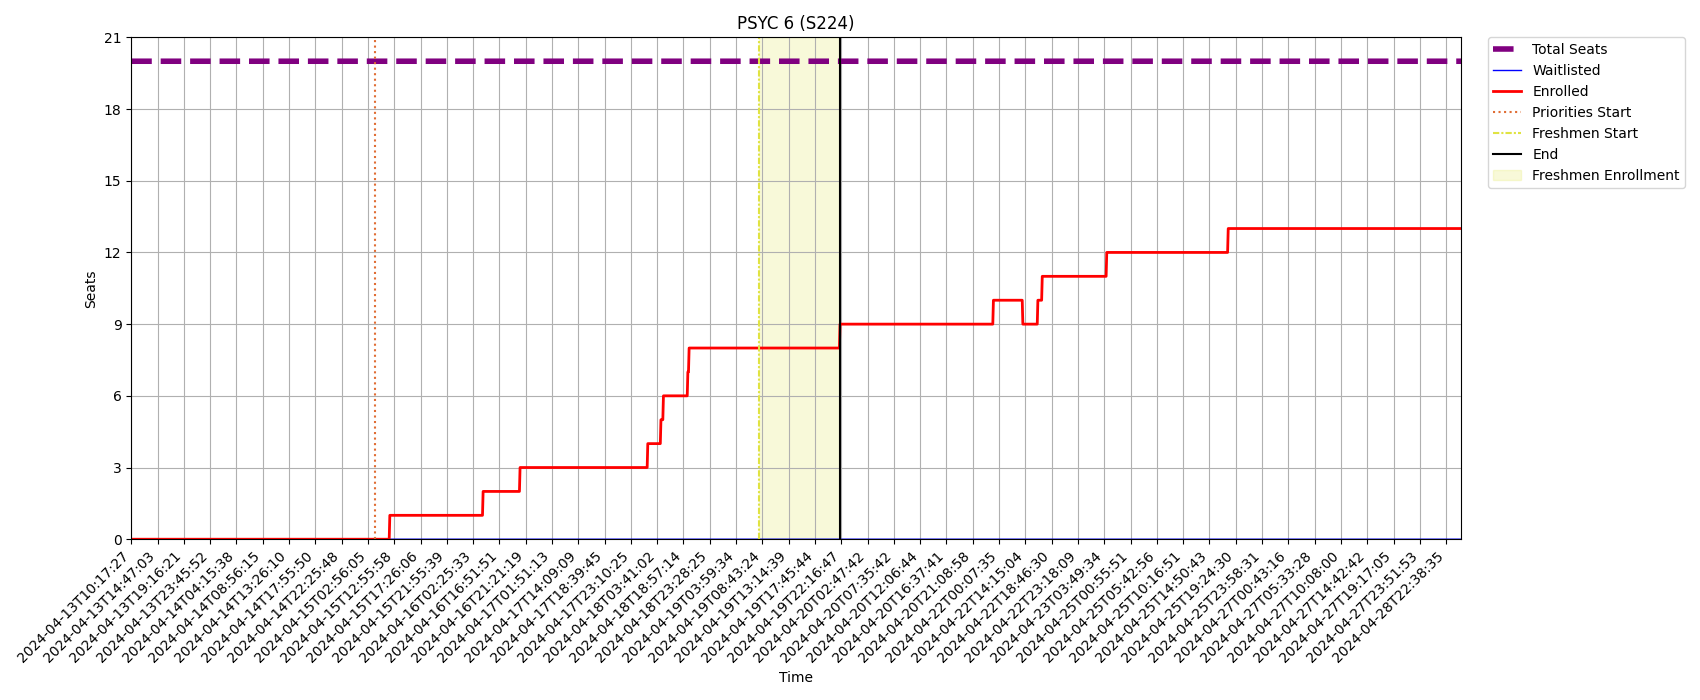 PSYC 6 (S224)
21
18
15
12
9
6
3
0
Seats
Total Seats
Waitlisted
Enrolled
Priorities Start
Freshmen Start
End
Freshmen Enrollment
2024-04-13T10:17:27
2024-04-13T14:47:03
2024-04-13T19:16:21
2024-04-13T23:45:52
2024-04-14T04:15:38
2024-04-14T08:56:15
2024-04-14T13:26:10
2024-04-14T17:55:50
2024-04-14T22:25:48
2024-04-15T02:56:05
2024-04-15T12:55:58
2024-04-15T17:26:06
2024-04-15T21:55:39
2024-04-16T02:25:33
2024-04-16T16:51:51
2024-04-16T21:21:19
2024-04-17T01:51:13
2024-04-17T14:09:09
2024-04-17T18:39:45
2024-04-17T23:10:25
2024-04-18T03:41:02
2024-04-18T18:57:14
2024-04-18T23:28:25
2024-04-19T03:59:34
2024-04-19T08:43:24
2024-04-19T13:14:39
2024-04-19T17:45:44
2024-04-19T22:16:47
2024-04-20T02:47:42
2024-04-20T07:35:42
2024-04-20T12:06:44
2024-04-20T16:37:41
2024-04-20T21:08:58
2024-04-22T00:07:35
2024-04-22T14:15:04
2024-04-22T18:46:30
2024-04-22T23:18:09
2024-04-23T03:49:34
2024-04-25T00:55:51
2024-04-25T05:42:56
2024-04-25T10:16:51
2024-04-25T14:50:43
2024-04-25T19:24:30
2024-04-25T23:58:31
2024-04-27T00:43:16
2024-04-27T05:33:28
2024-04-27T10:08:00
2024-04-27T14:42:42
2024-04-27T19:17:05
2024-04-27T23:51:53
2024-04-28T22:38:35
Time